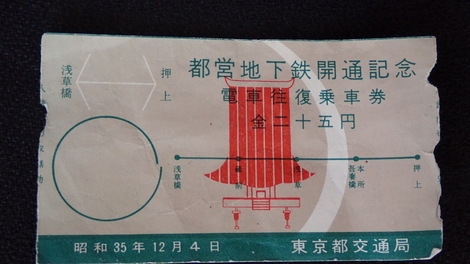 都営地下鉄開通記念
電車往復乗車券
金二十五円
浅草橋
押上
浅草橋
蔵前
浅草
本所
吾妻橋
押上
昭和35年12月4日
東京都交通局